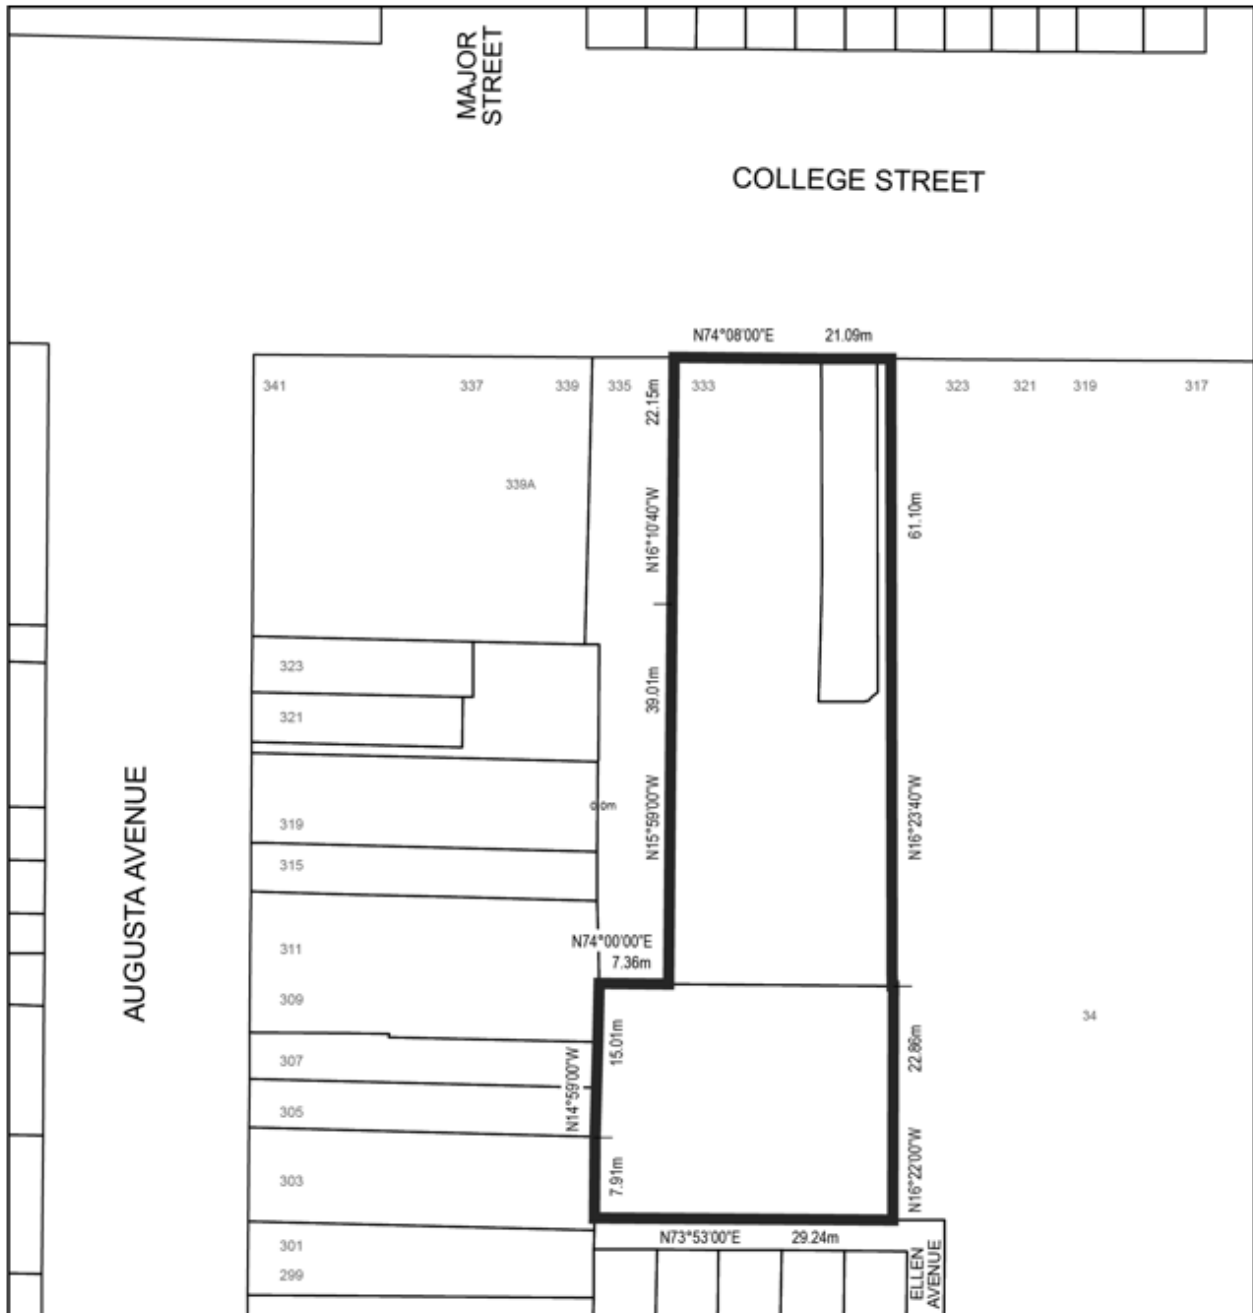 MAJOR
STREET
COLLEGE STREET
N74°08'00"E 21.09m
341 337 339 335 333 323 321 319 317
22.15m
339A
N16°10'40"W
61.10m
323
39.01m
321
AUGUSTA AVENUE
0.0m
319
N15°59'00"W
N16°23'40"W
315
N74°00'00"E
311
7.36m
309
34
15.01m
22.86m
307
N14°59'00"W
305
7.91m
N16°22'00"W
303
N73°53'00"E 29.24m
301
ELLEN
AVENUE
299